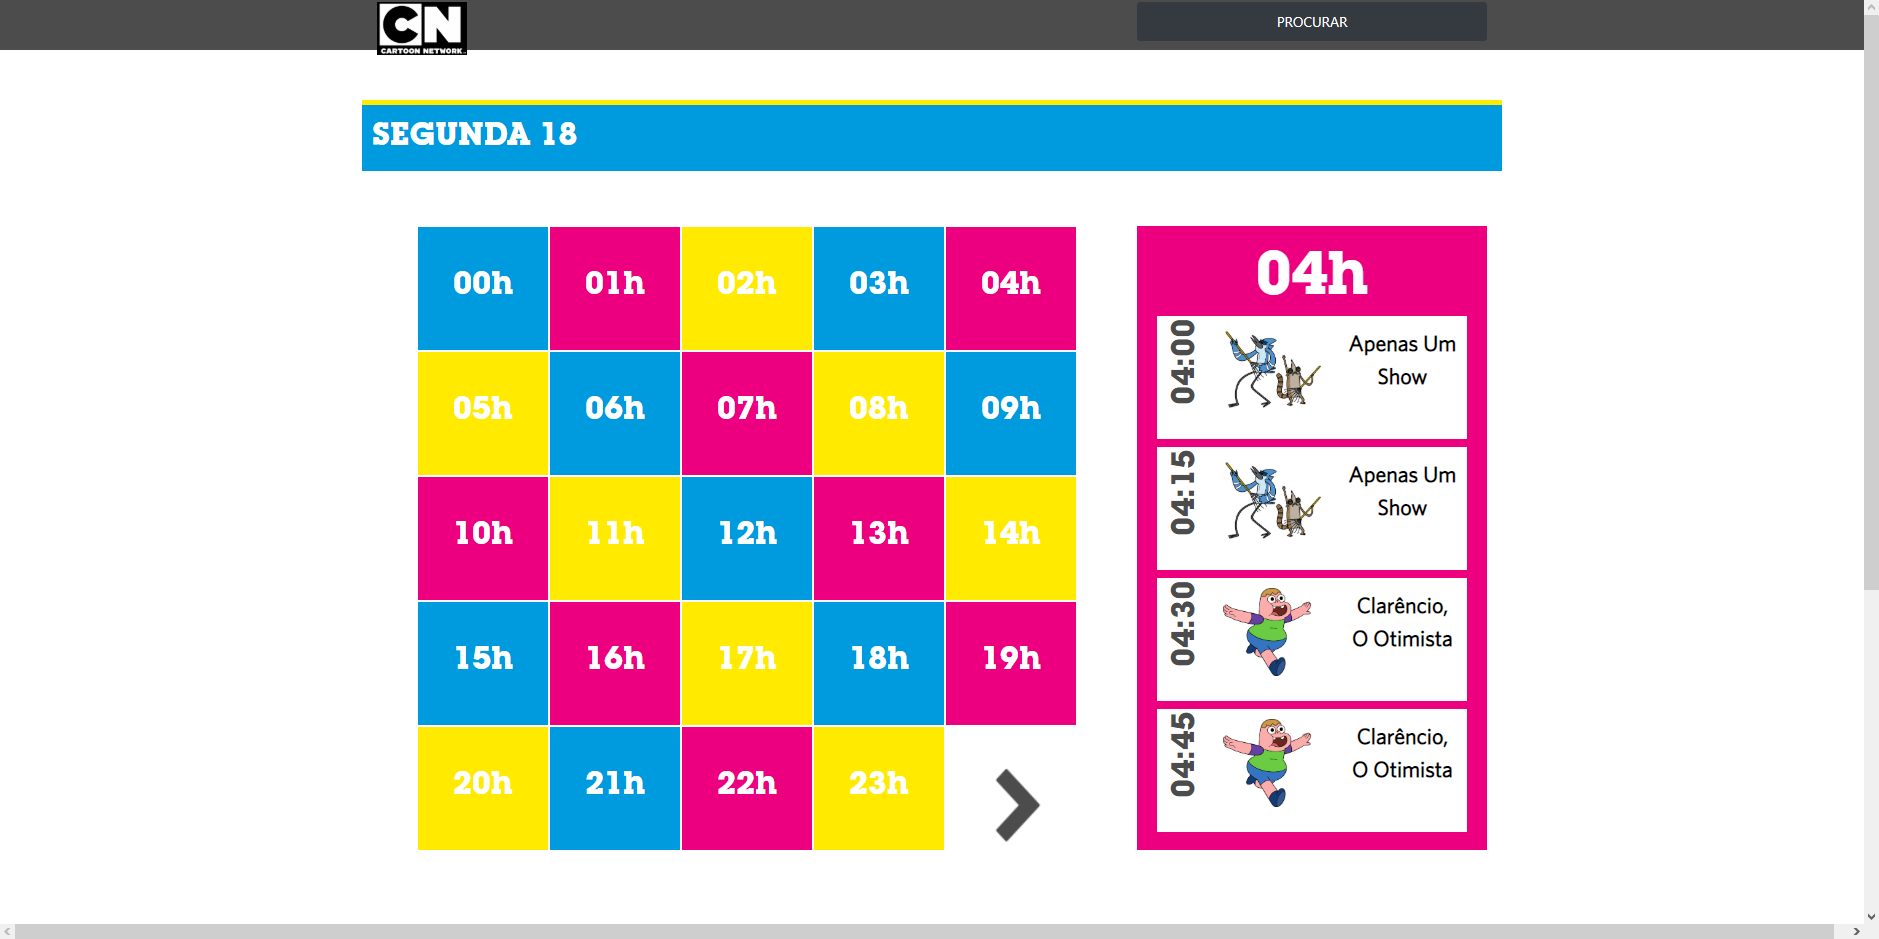 CN
CARTOON NETWORK
PROCURAR
SEGUNDA 18
00h 01h 02h 03h 04h
05h 06h 07h 08h 09h
10h 11h 12h 13h 14h
15h 16h 17h 18h 19h
20h 21h 22h 23h
04h
04:00
Apenas Um
Show
04:15
Apenas Um
Show
04:30
Clarêncio,
O Otimista
04:45
Clarêncio,
O Otimista